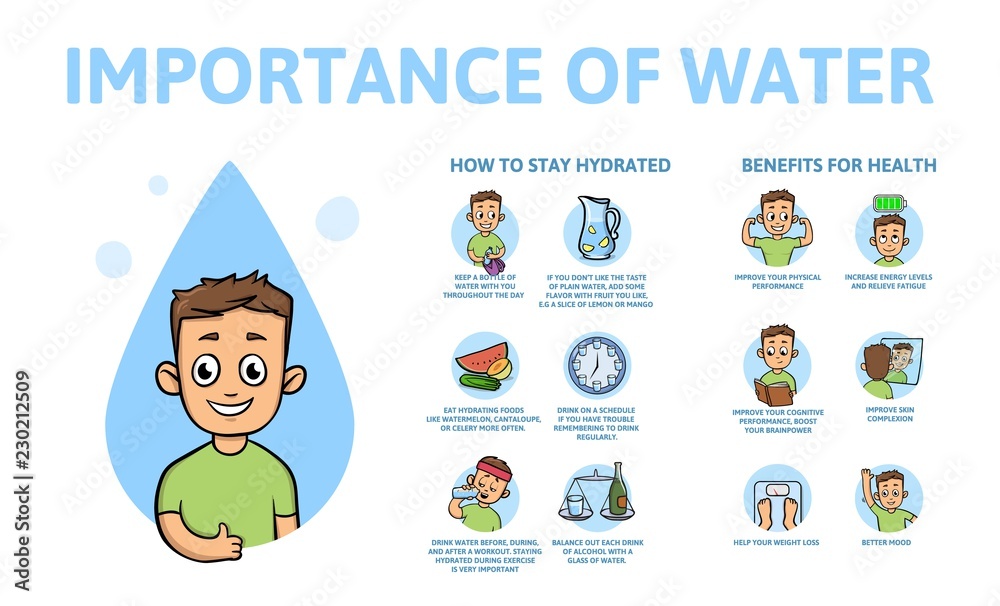 IMPORTANCE OF WATER
HOW TO STAY HYDRATED
KEEP A BOTTLE OF
WATER WITH YOU
THROUGHOUT THE DAY
IF YOU DON'T LIKE THE TASTE
OF PLAIN WATER, ADD SOME
FLAVOR WITH FRUIT YOU LIKE,
E.G A SLICE OF LEMON OR MANGO
EAT HYDRATING FOODS
LIKE WATERMELON, CANTALOUPE,
OR CELERY MORE OFTEN.
DRINK ON A SCHEDULE
IF YOU HAVE TROUBLE
REMEMBERING TO DRINK
REGULARLY.
DRINK WATER BEFORE, DURING,
AND AFTER A WORKOUT. STAYING
HYDRATED DURING EXERCISE
IS VERY IMPORTANT
BALANCE OUT EACH DRINK
OF ALCOHOL WITH A
GLASS OF WATER.
BENEFITS FOR HEALTH
IMPROVE YOUR PHYSICAL
PERFORMANCE
INCREASE ENERGY LEVELS
AND RELIEVE FATIGUE
IMPROVE YOUR COGNITIVE
PERFORMANCE, BOOST
YOUR BRAINPOWER
IMPROVE SKIN
COMPLEXION
HELP YOUR WEIGHT LOSS
BETTER MOOD
Adobe Stock | #230212509